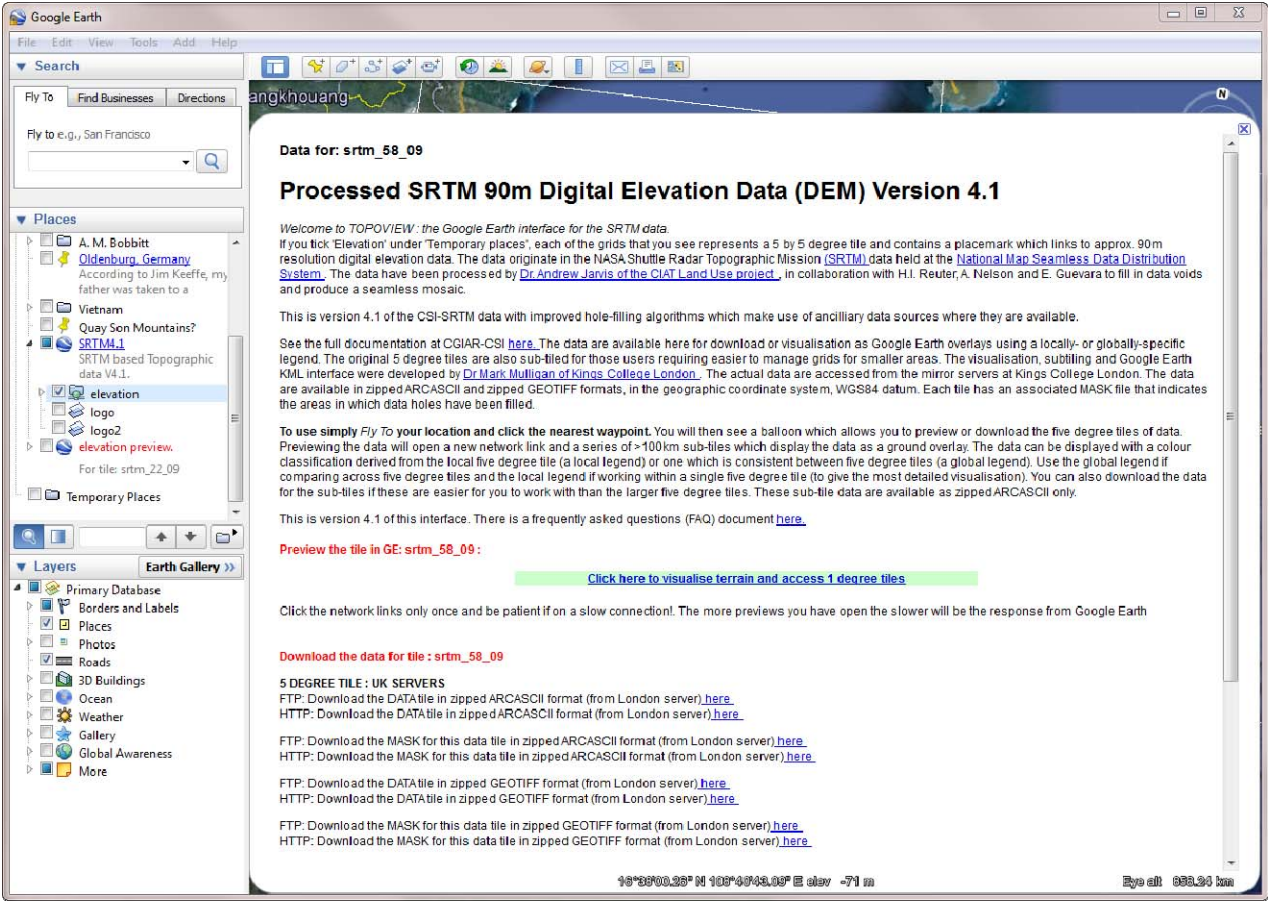 Google Earth
File Edit View Tools Add Help
Search
Fly To Find Businesses Directions
Fly to e.g., San Francisco
Places
A. M. Bobbitt
Oldenburg, Germany
According to Jim Keeffe, my
father was taken to a
Vietnam
Quay Son Mountains?
SRTM4.1
SRTM based Topographic
data V4.1.
elevation
logo
logo2
elevation preview.
For tile: srtm_22_09
Temporary Places
Layers Earth Gallery »
Primary Database
Borders and Labels
Places
Photos
Roads
3D Buildings
Ocean
Weather
Gallery
Global Awareness
More
angkhouang
N
Data for: srtm_58_09
Processed SRTM 90m Digital Elevation Data (DEM) Version 4.1
Welcome to TOPOVIEW : the Google Earth interface for the SRTM data.
If you tick 'Elevation' under 'Temporary places', each of the grids that you see represents a 5 by 5 degree tile and contains a placemark which links to approx. 90m
resolution digital elevation data. The data originate in the NASA Shuttle Radar Topographic Mission (SRTM) data held at the National Map Seamless Data Distribution
System . The data have been processed by Dr. Andrew Jarvis of the CIAT Land Use project , in collaboration with H.I. Reuter, A. Nelson and E. Guevara to fill in data voids
and produce a seamless mosaic.
This is version 4.1 of the CSI-SRTM data with improved hole-filling algorithms which make use of ancilliary data sources where they are available.
See the full documentation at CGIAR-CSI here. The data are available here for download or visualisation as Google Earth overlays using a locally- or globally-specific
legend. The original 5 degree tiles are also sub-tiled for those users requiring easier to manage grids for smaller areas. The visualisation, subtiling and Google Earth
KML interface were developed by Dr Mark Mulligan of Kings College London . The actual data are accessed from the mirror servers at Kings College London. The data
are available in zipped ARCASCII and zipped GEOTIFF formats, in the geographic coordinate system, WGS84 datum. Each tile has an associated MASK file that indicates
the areas in which data holes have been filled.
To use simply Fly To your location and click the nearest waypoint. You will then see a balloon which allows you to preview or download the five degree tiles of data.
Previewing the data will open a new network link and a series of >100km sub-tiles which display the data as a ground overlay. The data can be displayed with a colour
classification derived from the local five degree tile (a local legend) or one which is consistent between five degree tiles (a global legend). Use the global legend if
comparing across five degree tiles and the local legend if working within a single five degree tile (to give the most detailed visualisation). You can also download the data
for the sub-tiles if these are easier for you to work with than the larger five degree tiles. These sub-tile data are available as zipped ARCASCII only.
This is version 4.1 of this interface. There is a frequently asked questions (FAQ) document here.
Preview the tile in GE: srtm_58_09 :
Click here to visualise terrain and access 1 degree tiles
Click the network links only once and be patient if on a slow connection!. The more previews you have open the slower will be the response from Google Earth
Download the data for tile : srtm_58_09
5 DEGREE TILE : UK SERVERS
FTP: Download the DATA tile in zipped ARCASCII format (from London server) here
HTTP: Download the DATA tile in zipped ARCASCII format (from London server) here
FTP: Download the MASK for this data tile in zipped ARCASCII format (from London server) here
HTTP: Download the MASK for this data tile in zipped ARCASCII format (from London server) here
FTP: Download the DATA tile in zipped GEOTIFF format (from London server) here
HTTP: Download the DATA tile in zipped GEOTIFF format (from London server) here
FTP: Download the MASK for this data tile in zipped GEOTIFF format (from London server) here
HTTP: Download the MASK for this data tile in zipped GEOTIFF format (from London server) here
N E elev -71 m Eye alt 658.24 km